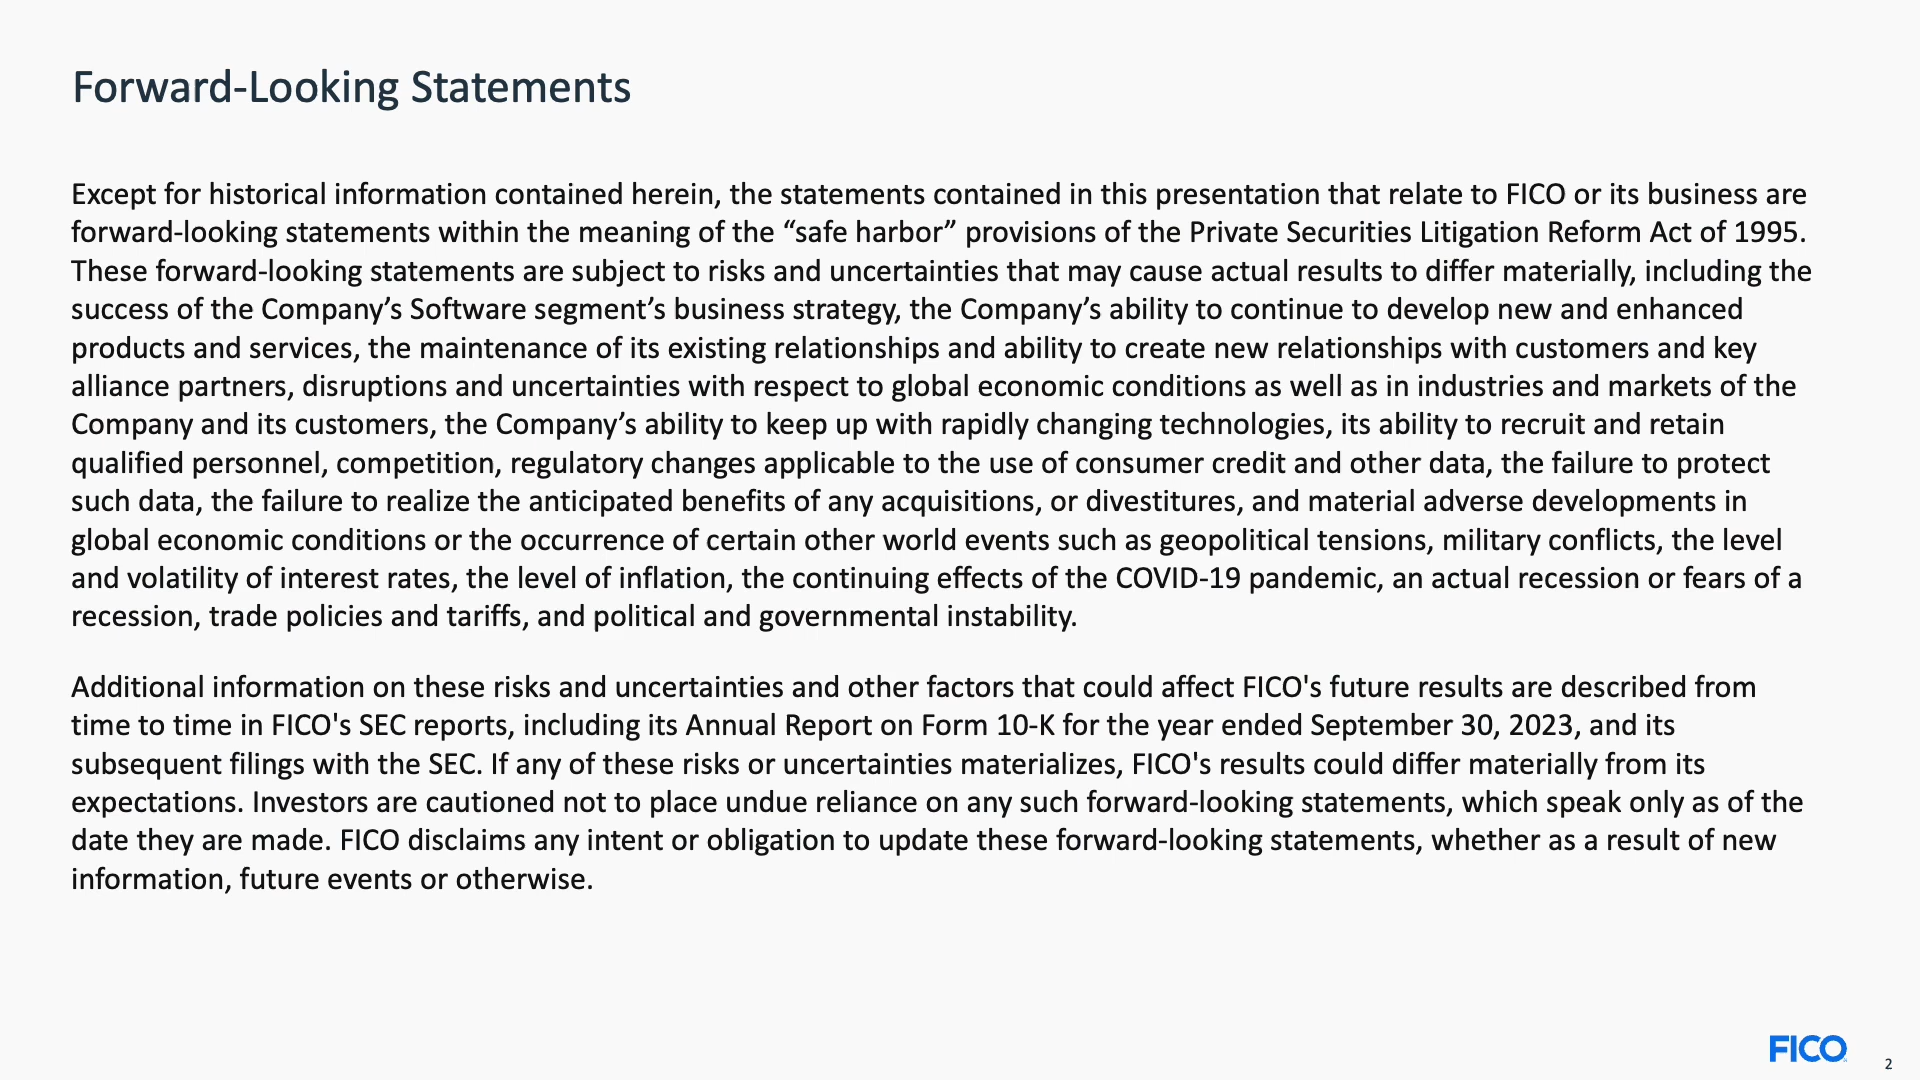 Forward-Looking Statements
Except for historical information contained herein, the statements contained in this presentation that relate to FICO or its business are
forward-looking statements within the meaning of the “safe harbor” provisions of the Private Securities Litigation Reform Act of 1995.
These forward-looking statements are subject to risks and uncertainties that may cause actual results to differ materially, including the
success of the Company’s Software segment’s business strategy, the Company’s ability to continue to develop new and enhanced
products and services, the maintenance of its existing relationships and ability to create new relationships with customers and key
alliance partners, disruptions and uncertainties with respect to global economic conditions as well as in industries and markets of the
Company and its customers, the Company’s ability to keep up with rapidly changing technologies, its ability to recruit and retain
qualified personnel, competition, regulatory changes applicable to the use of consumer credit and other data, the failure to protect
such data, the failure to realize the anticipated benefits of any acquisitions, or divestitures, and material adverse developments in
global economic conditions or the occurrence of certain other world events such as geopolitical tensions, military conflicts, the level
and volatility of interest rates, the level of inflation, the continuing effects of the COVID-19 pandemic, an actual recession or fears of a
recession, trade policies and tariffs, and political and governmental instability.
Additional information on these risks and uncertainties and other factors that could affect FICO's future results are described from
time to time in FICO's SEC reports, including its Annual Report on Form 10-K for the year ended September 30, 2023, and its
subsequent filings with the SEC. If any of these risks or uncertainties materializes, FICO's results could differ materially from its
expectations. Investors are cautioned not to place undue reliance on any such forward-looking statements, which speak only as of the
date they are made. FICO disclaims any intent or obligation to update these forward-looking statements, whether as a result of new
information, future events or otherwise.
FICO
2